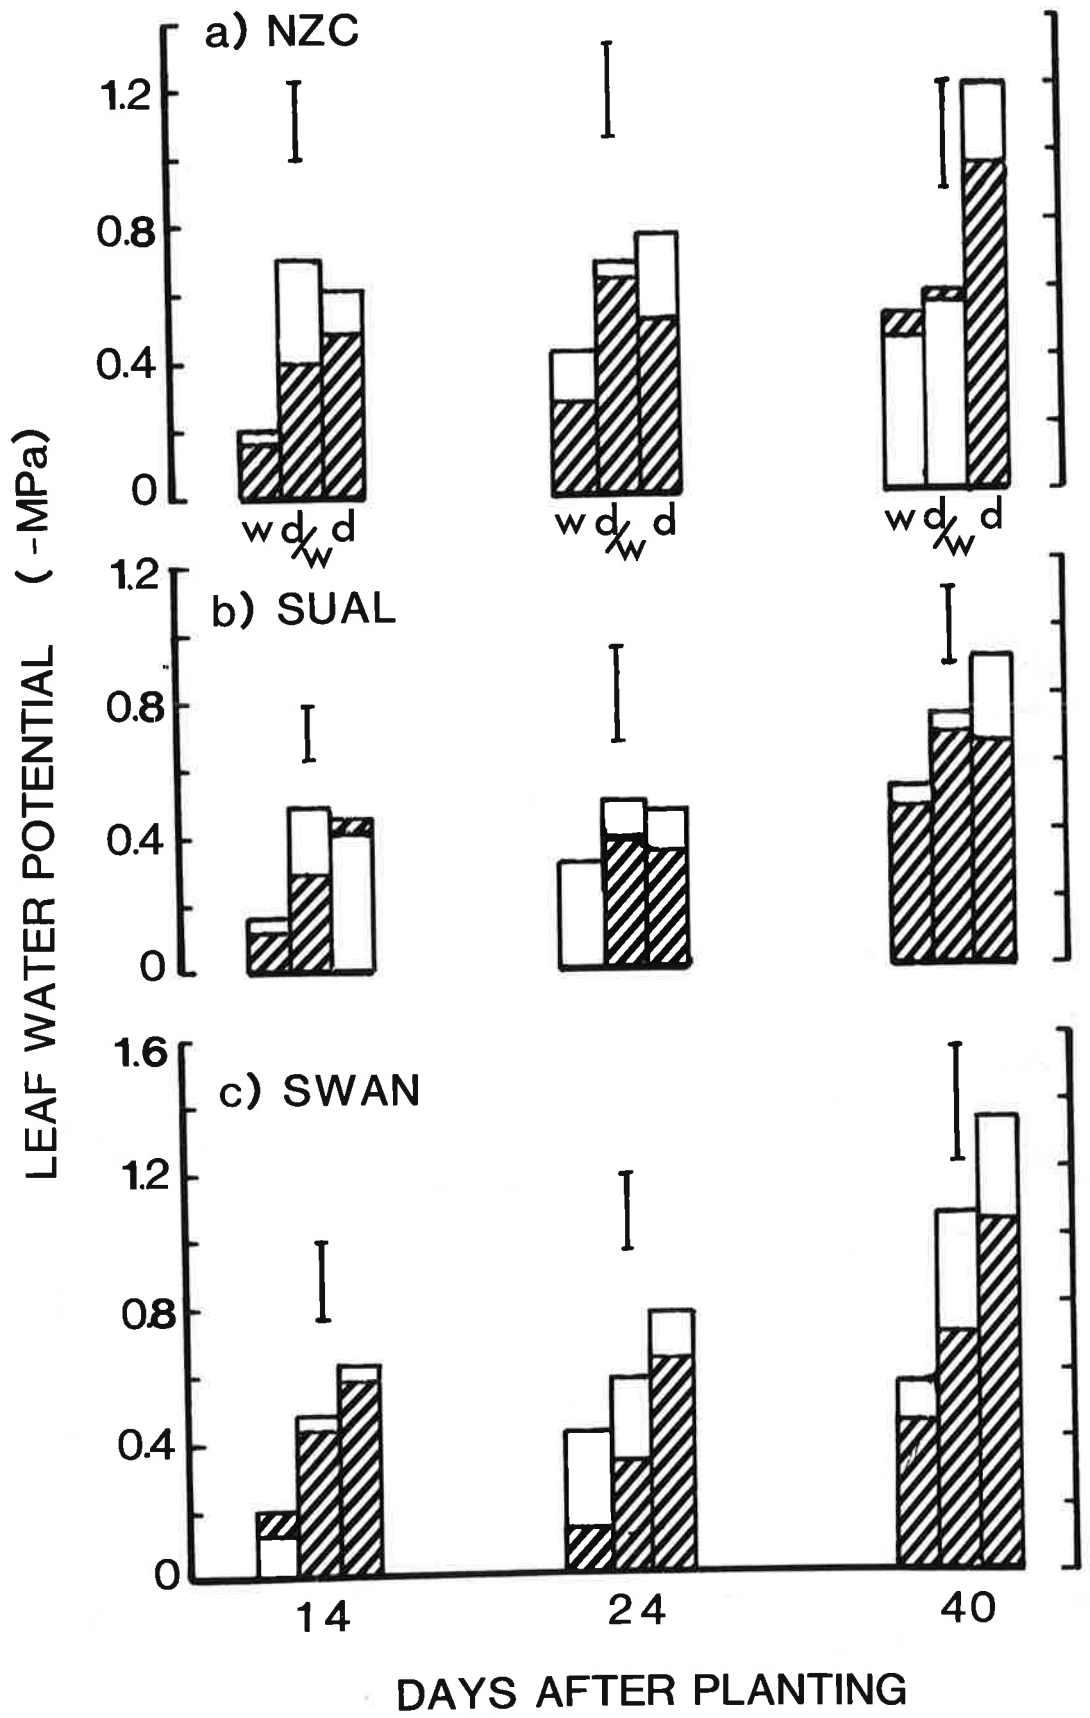 a) NZC
1.2
0.8
0.4
0
w d/w d
w d/w d
w d/w d
LEAF WATER POTENTIAL (-MPa)
1.2
b) SUAL
0.8
0.4
0
1.6
c) SWAN
1.2
0.8
0.4
0
14 24 40
DAYS AFTER PLANTING